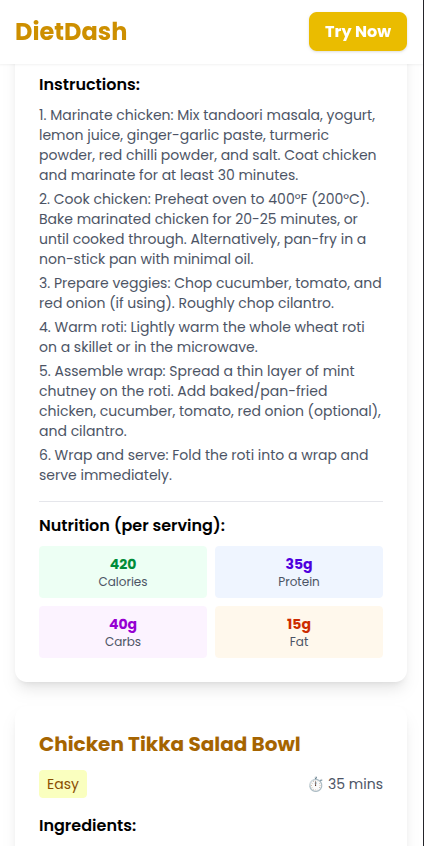 DietDash
Try Now
Instructions:
1. Marinate chicken: Mix tandoori masala, yogurt,
lemon juice, ginger-garlic paste, turmeric
powder, red chilli powder, and salt. Coat chicken
and marinate for at least 30 minutes.
2. Cook chicken: Preheat oven to 400°F (200°C).
Bake marinated chicken for 20-25 minutes, or
until cooked through. Alternatively, pan-fry in a
non-stick pan with minimal oil.
3. Prepare veggies: Chop cucumber, tomato, and
red onion (if using). Roughly chop cilantro.
4. Warm roti: Lightly warm the whole wheat roti
on a skillet or in the microwave.
5. Assemble wrap: Spread a thin layer of mint
chutney on the roti. Add baked/pan-fried
chicken, cucumber, tomato, red onion (optional),
and cilantro.
6. Wrap and serve: Fold the roti into a wrap and
serve immediately.
Nutrition (per serving):
420
Calories
35g
Protein
40g
Carbs
15g
Fat
Chicken Tikka Salad Bowl
Easy
⏱️ 35 mins
Ingredients: